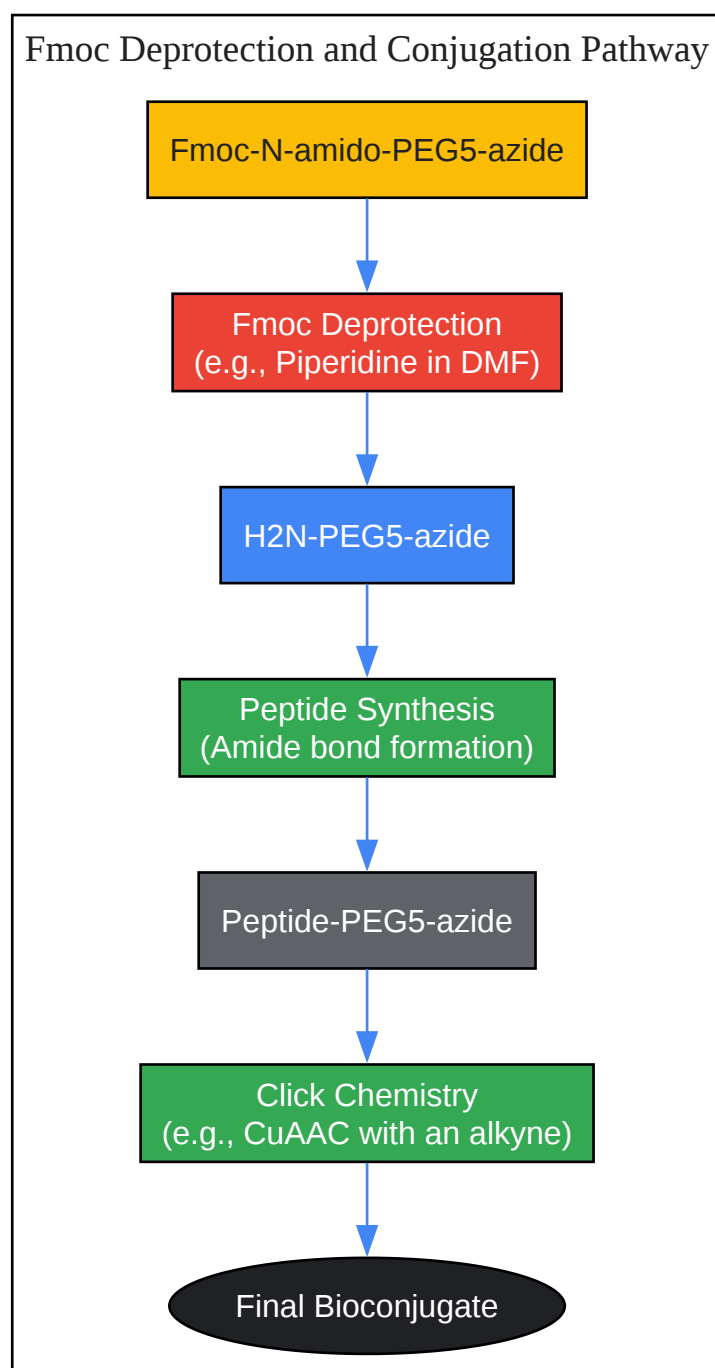 Fmoc Deprotection and Conjugation Pathway
Fmoc-N-amido-PEG5-azide
Fmoc Deprotection
(e.g., Piperidine in DMF)
H2N-PEG5-azide
Peptide Synthesis
(Amide bond formation)
Peptide-PEG5-azide
Click Chemistry
(e.g., CuAAC with an alkyne)
Final Bioconjugate